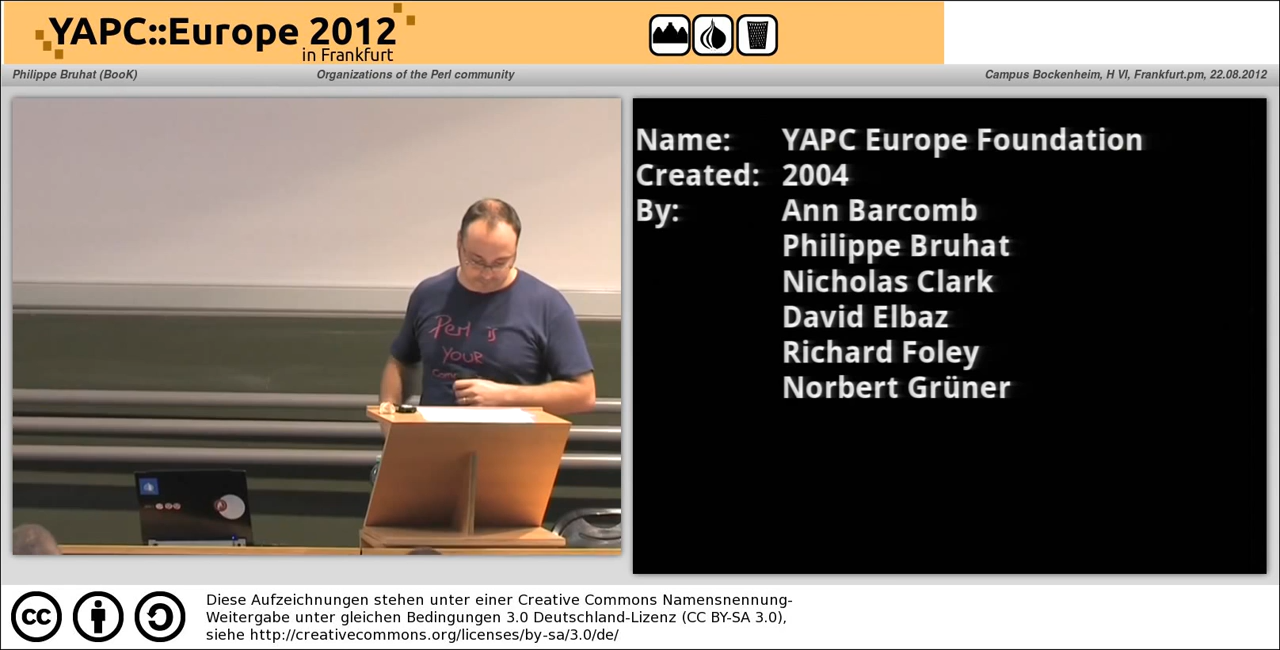 YAPC::Europe 2012
in Frankfurt
Philippe Bruhat (BooK) Organizations of the Perl community Campus Bockenheim, H VI, Frankfurt.pm, 22.08.2012
Perl is
YOUR
Name: YAPC Europe Foundation
Created: 2004
By: Ann Barcomb
Philippe Bruhat
Nicholas Clark
David Elbaz
Richard Foley
Norbert Grüner
cc
Diese Aufzeichnungen stehen unter einer Creative Commons Namensnennung-
Weitergabe unter gleichen Bedingungen 3.0 Deutschland-Lizenz (CC BY-SA 3.0),
siehe http://creativecommons.org/licenses/by-sa/3.0/de/